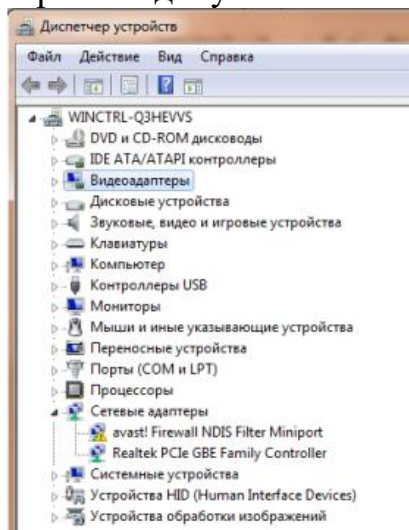 Диспетчер устройств
Файл Действие Вид Справка
WINCTRL-Q3HEVVS
DVD и CD-ROM дисководы
IDE ATA/ATAPI контроллеры
Видеоадаптеры
Дисковые устройства
Звуковые, видео и игровые устройства
Клавиатуры
Компьютер
Контроллеры USB
Мониторы
Мыши и иные указывающие устройства
Переносные устройства
Порты (COM и LPT)
Процессоры
Сетевые адаптеры
avast! Firewall NDIS Filter Miniport
Realtek PCIe GBE Family Controller
Системные устройства
Устройства HID (Human Interface Devices)
Устройства обработки изображений